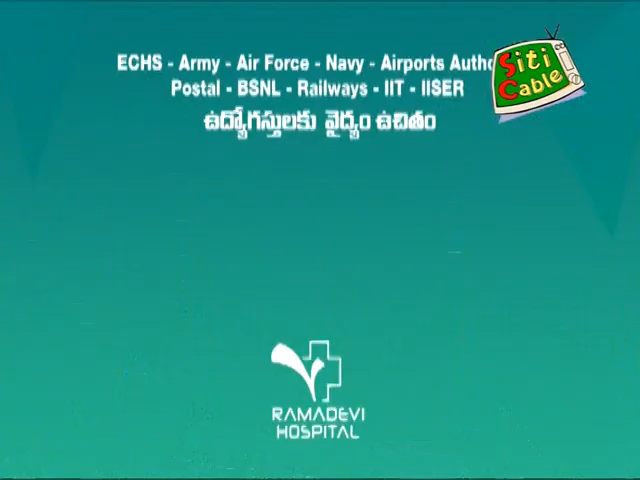 ECHS - Army - Air Force - Navy - Airports
Postal - BSNL - Railways - IIT - IISER
ఉద్యోగస్తులకు వైద్యం ఉచితం
Siti
Cable
RAMADEVI
HOSPITAL